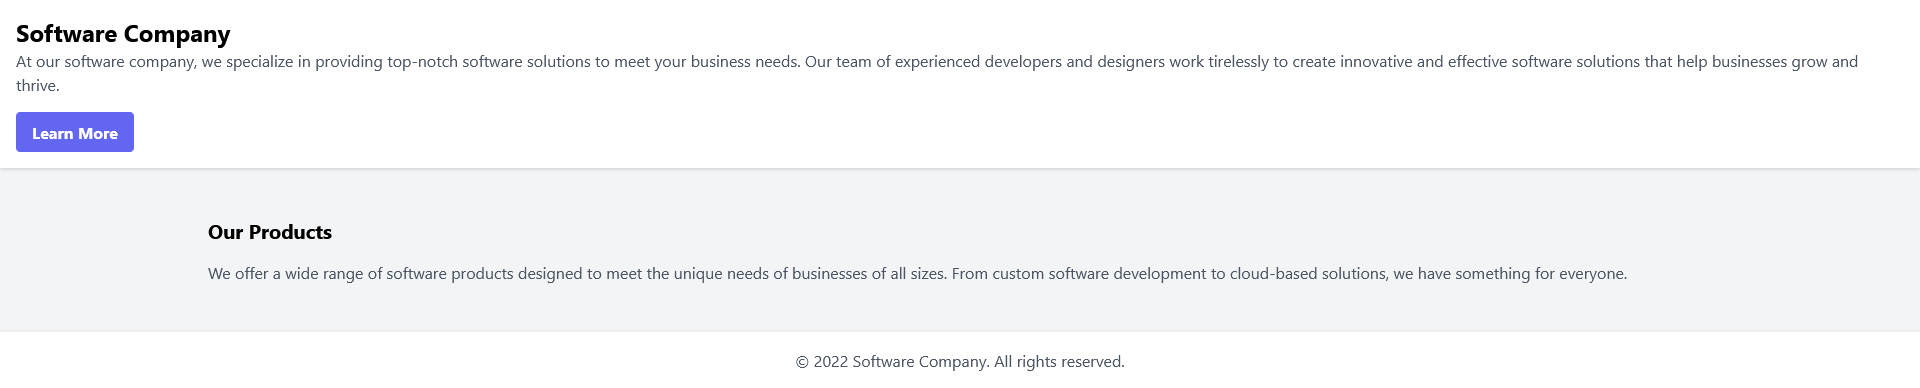 Software Company
At our software company, we specialize in providing top-notch software solutions to meet your business needs. Our team of experienced developers and designers work tirelessly to create innovative and effective software solutions that help businesses grow and
thrive.
Learn More
Our Products
We offer a wide range of software products designed to meet the unique needs of businesses of all sizes. From custom software development to cloud-based solutions, we have something for everyone.
© 2022 Software Company. All rights reserved.